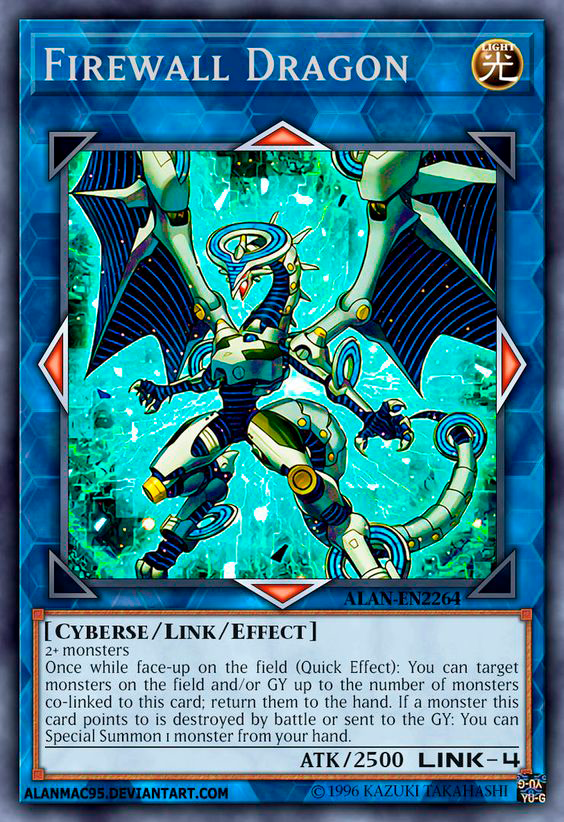 FIREWALL DRAGON
LIGHT
光
ALAN-EN2264
[CYBERSE/LINK/EFFECT]
2+ monsters
Once while face-up on the field (Quick Effect): You can target
monsters on the field and/or GY up to the number of monsters
co-linked to this card; return them to the hand. If a monster this
card points to is destroyed by battle or sent to the GY: You can
Special Summon 1 monster from your hand.
ATK/2500 LINK-4
ALANMAC95.DEVIANTART.COM
©1996 KAZUKI TAKAHASHI
YU-G
YU-G